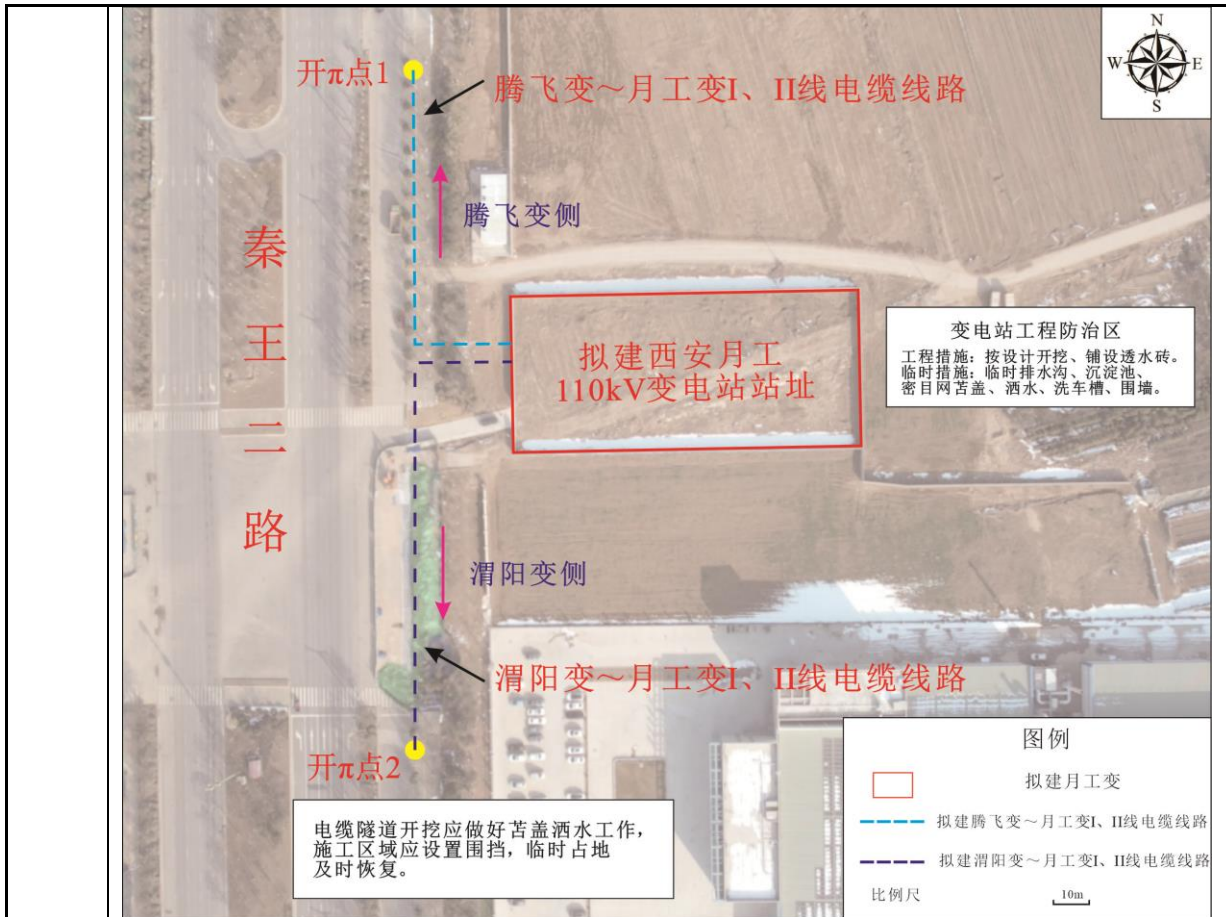 N
W
E
S
开π点1
腾飞变～月工变I、II线电缆线路
腾飞变侧
秦
王
二
路
拟建西安月工
110kV变电站站址
变电站工程防治区
工程措施：按设计开挖、铺设透水砖。
临时措施：临时排水沟、沉淀池、
密目网苫盖、洒水、洗车槽、围墙。
渭阳变侧
渭阳变～月工变I、II线电缆线路
开π点2
电缆隧道开挖应做好苫盖洒水工作，
施工区域应设置围挡，临时占地
及时恢复。
图例
拟建月工变
拟建腾飞变～月工变I、II线电缆线路
拟建渭阳变～月工变I、II线电缆线路
比例尺
10m